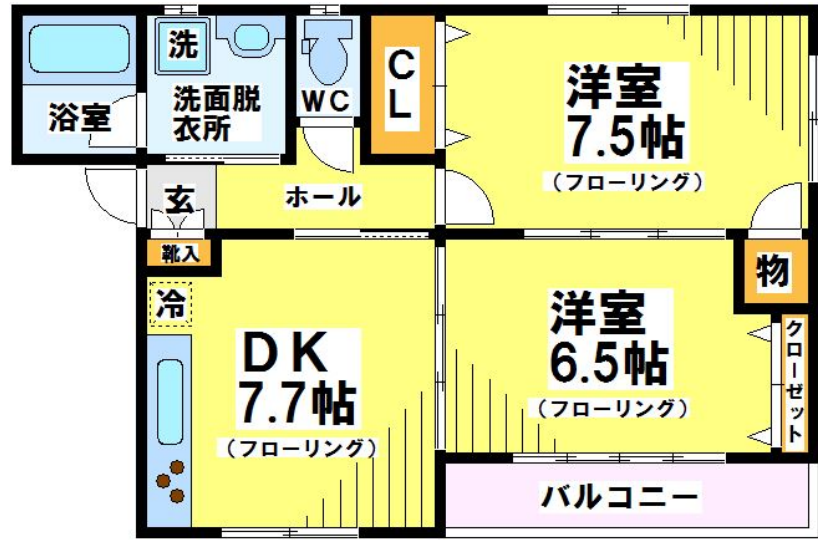 洗
洗面脱
衣所
浴室
WC
CL
洋室
7.5帖
(フローリング)
玄
ホール
靴入
物
冷
DK
7.7帖
(フローリング)
洋室
6.5帖
(フローリング)
クローゼット
バルコニー